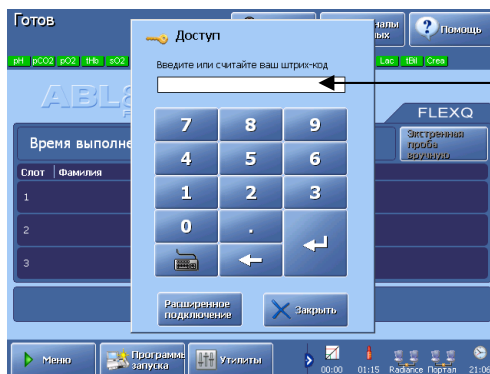 Готов
Помощь
pH pCO2 pO2 tHb sO2
Lac tBil Crea
ABL8
FLEXQ
Время выполне
Экстренная
проба
вручную
Слот Фамилия
1
2
3
Доступ
Введите или считайте ваш штрих-код
7 8 9
4 5 6
1 2 3
0 .
Расширенное
подключение
Закрыть
Меню
Программы
запуска
Утилиты
00:00 01:15 Radiance Портал 21:06